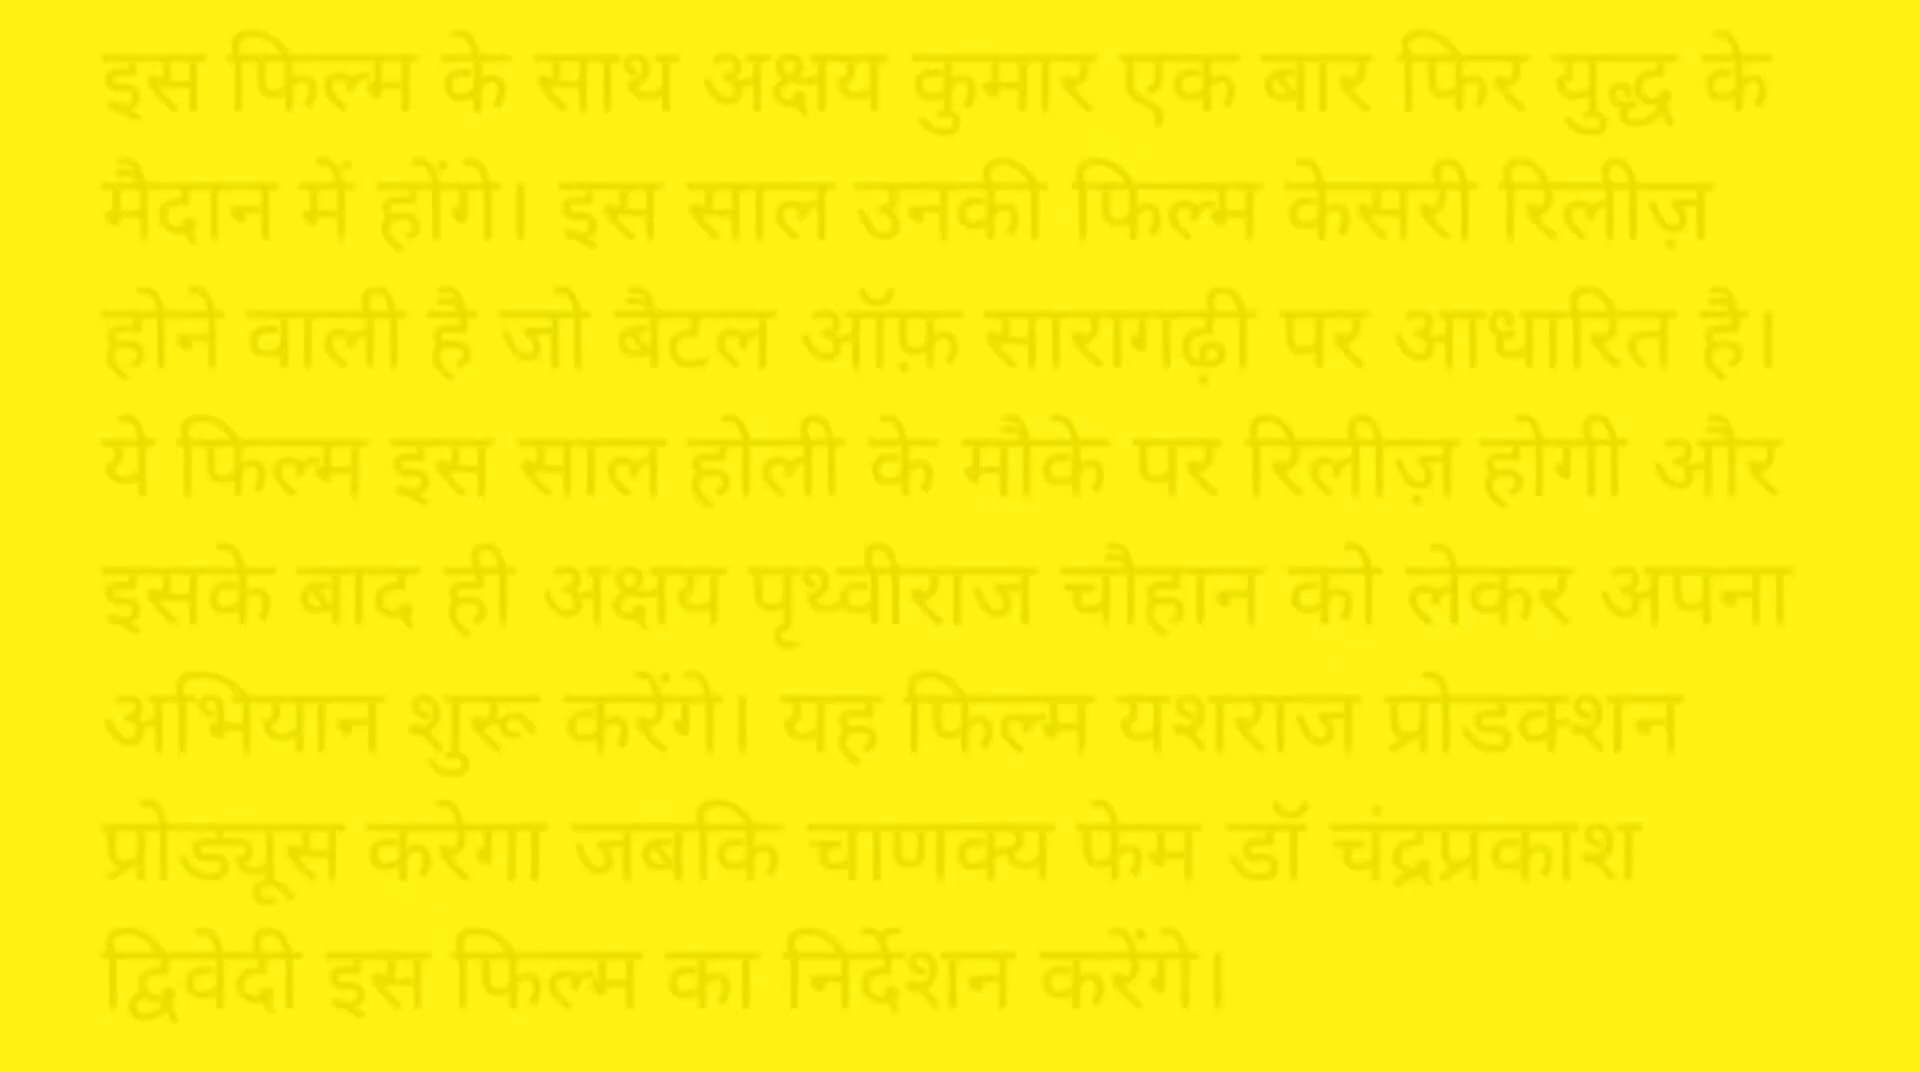 इस फिल्म के साथ अक्षय कुमार एक बार फिर युद्ध के
मैदान में होंगे। इस साल उनकी फिल्म केसरी रिलीज़
होने वाली है जो बैटल ऑफ़ सारागढ़ी पर आधारित है।
ये फिल्म इस साल होली के मौके पर रिलीज़ होगी और
इसके बाद ही अक्षय पृथ्वीराज चौहान को लेकर अपना
अभियान शुरू करेंगे। यह फिल्म यशराज प्रोडक्शन
प्रोड्यूस करेगा जबकि चाणक्य फेम डॉ चंद्रप्रकाश
द्विवेदी इस फिल्म का निर्देशन करेंगे।